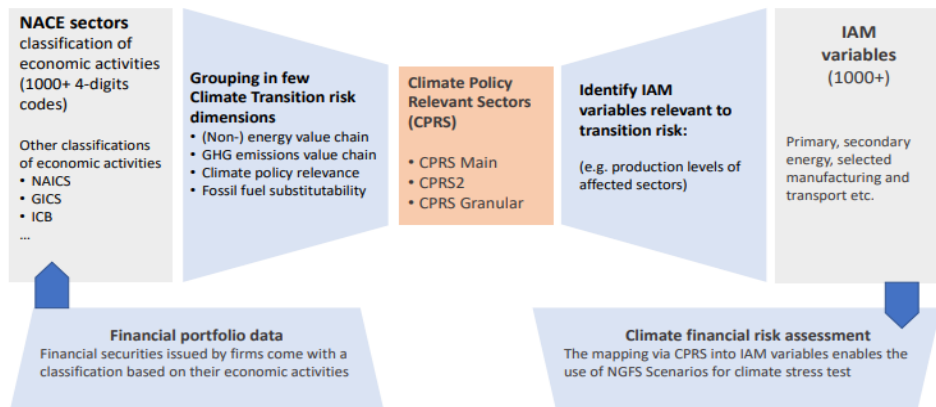 NACE sectors
classification of
economic activities
(1000+ 4-digits
codes)
Other classifications
of economic activities
• NAICS
• GICS
• ICB
...
Grouping in few
Climate Transition risk
dimensions
• (Non-) energy value chain
• GHG emissions value chain
• Climate policy relevance
• Fossil fuel substitutability
Climate Policy
Relevant Sectors
(CPRS)
• CPRS Main
• CPRS2
• CPRS Granular
Identify IAM
variables relevant to
transition risk:
(e.g. production levels of
affected sectors)
IAM
variables
(1000+)
Primary, secondary
energy, selected
manufacturing and
transport etc.
Financial portfolio data
Financial securities issued by firms come with a
classification based on their economic activities
Climate financial risk assessment
The mapping via CPRS into IAM variables enables the
use of NGFS Scenarios for climate stress test